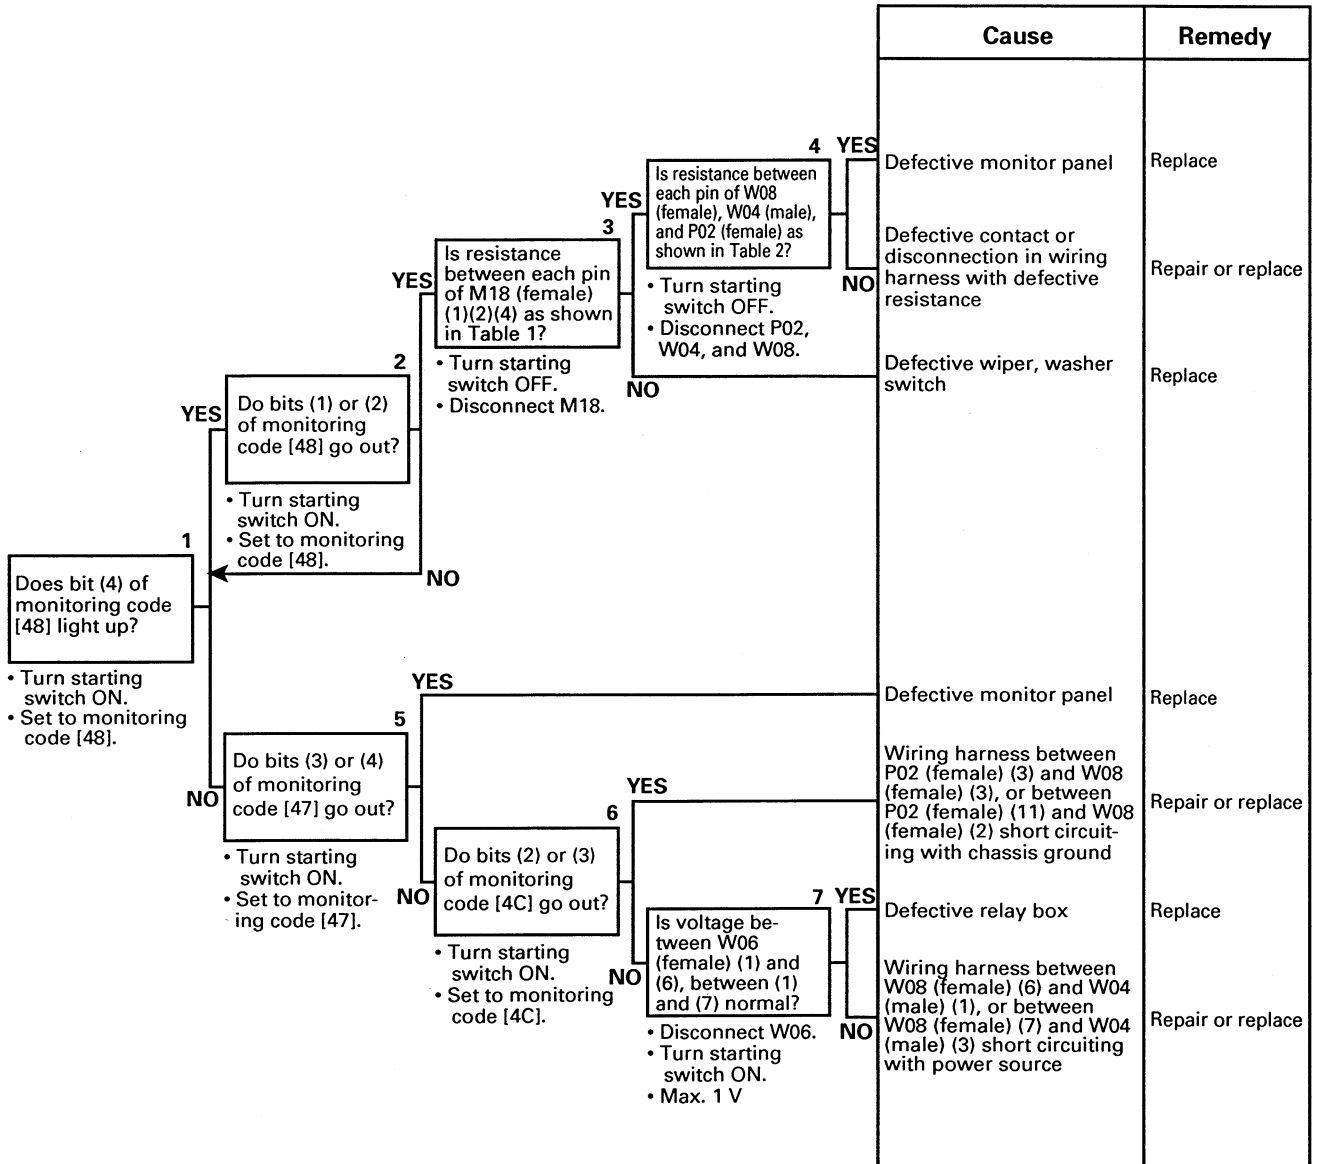 Cause
Remedy
4
YES
Is resistance between
each pin of W08
(female), W04 (male),
and P02 (female) as
shown in Table 2?
Defective monitor panel
Replace
YES
3
Is resistance
between each pin
of M18 (female)
(1)(2)(4) as shown
in Table 1?
Defective contact or
disconnection in wiring
harness with defective
resistance
Repair or replace
YES
NO
• Turn starting
switch OFF.
• Disconnect P02,
W04, and W08.
2
• Turn starting
switch OFF.
• Disconnect M18.
NO
Defective wiper, washer
switch
Replace
YES
Do bits (1) or (2)
of monitoring
code [48] go out?
• Turn starting
switch ON.
• Set to monitoring
code [48].
NO
1
Does bit (4) of
monitoring code
[48] light up?
• Turn starting
switch ON.
• Set to monitoring
code [48].
YES
Defective monitor panel
Replace
5
Do bits (3) or (4)
of monitoring
code [47] go out?
NO
• Turn starting
switch ON.
• Set to monitor-
ing code [47].
YES
Wiring harness between
P02 (female) (3) and W08
(female) (3), or between
P02 (female) (11) and W08
(female) (2) short circuit-
ing with chassis ground
Repair or replace
6
Do bits (2) or (3)
of monitoring
code [4C] go out?
NO
• Turn starting
switch ON.
• Set to monitoring
code [4C].
7
YES
Defective relay box
Replace
Is voltage be-
tween W06
(female) (1) and
(6), between (1)
and (7) normal?
NO
Wiring harness between
W08 (female) (6) and W04
(male) (1), or between
W08 (female) (7) and W04
(male) (3) short circuiting
with power source
Repair or replace
NO
• Disconnect W06.
• Turn starting
switch ON.
• Max. 1 V